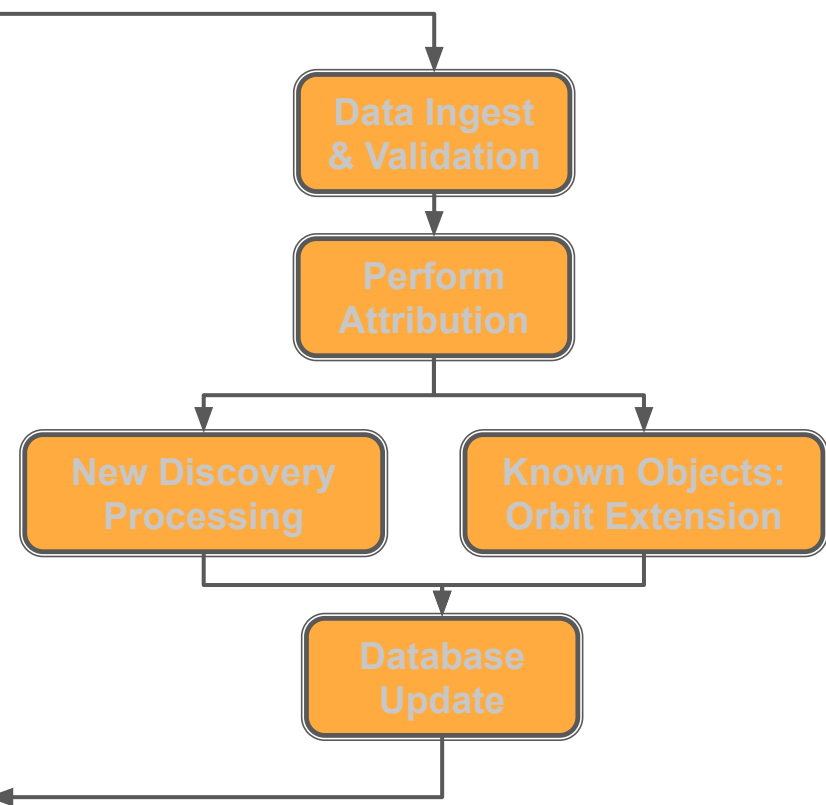 Data Ingest
& Validation
Perform
Attribution
New Discovery
Processing
Known Objects:
Orbit Extension
Database
Update